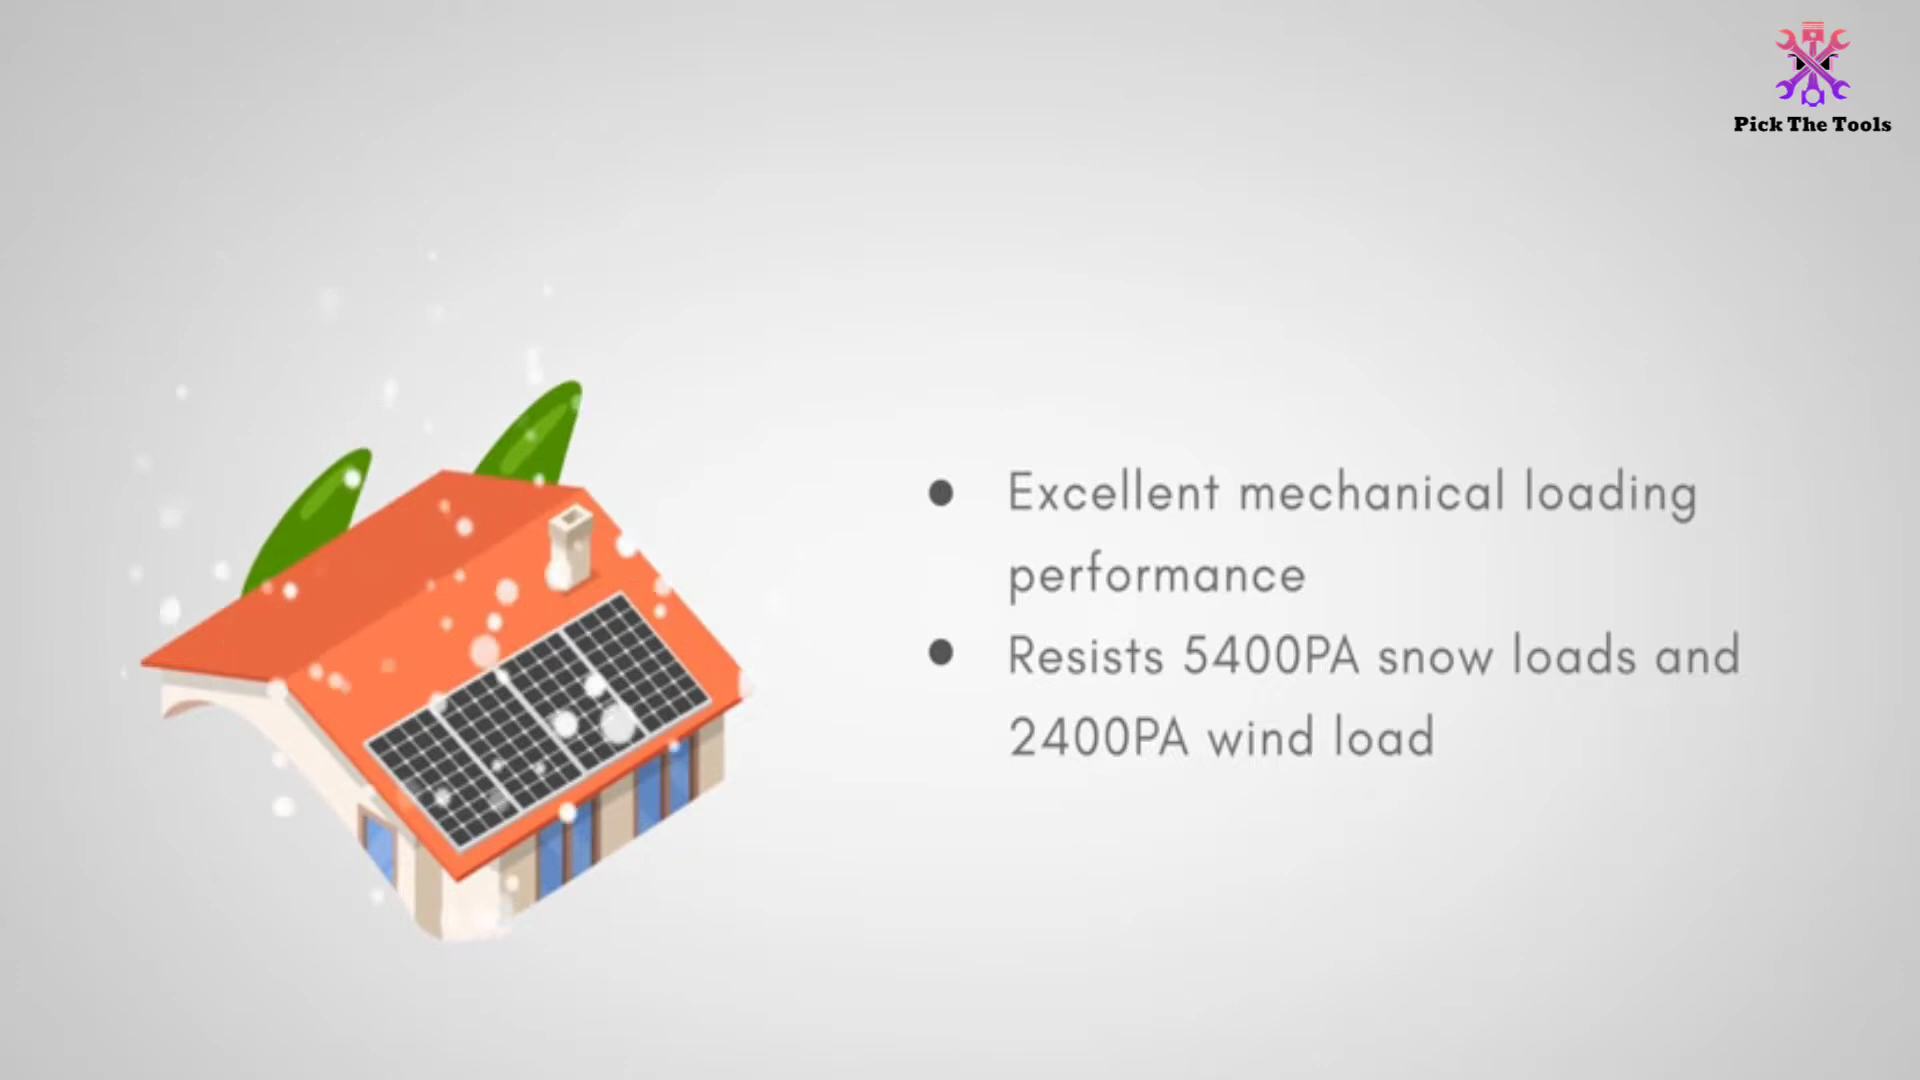 Pick The Tools
Excellent mechanical loading
performance
Resists 5400PA snow loads and
2400PA wind load